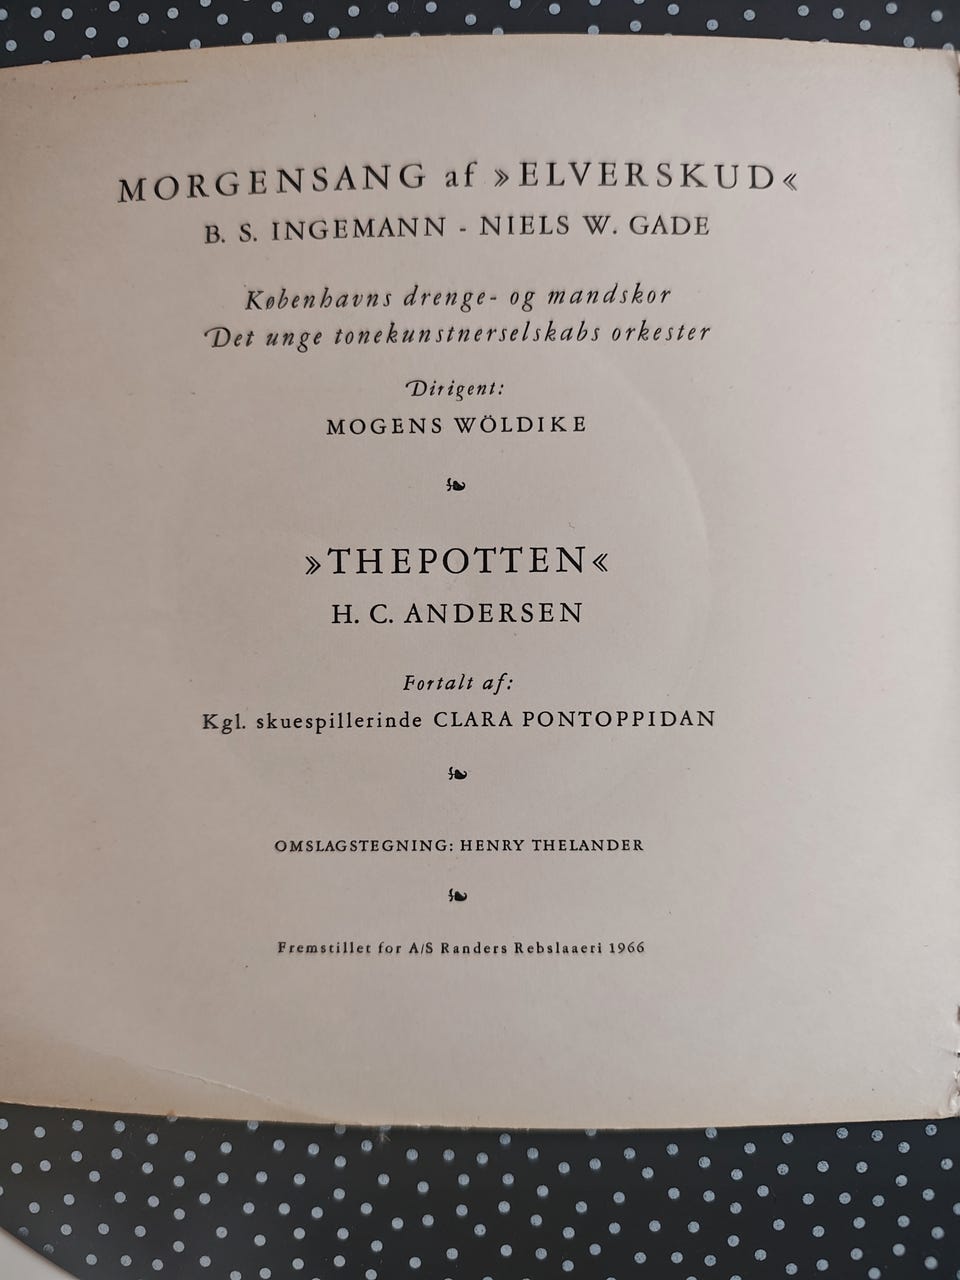 MORGENSANG af »ELVERSKUD«
B. S. INGEMANN - NIELS W. GADE
Københavns drenge- og mandskor
Det unge tonekunstnerselskabs orkester
Dirigent:
MOGENS WÖLDIKE
»THEPOTTEN«
H. C. ANDERSEN
Fortalt af:
Kgl. skuespillerinde CLARA PONTOPPIDAN
OMSLAGSTEGNING: HENRY THELANDER
Fremstillet for A/S Randers Rebslaaeri 1966